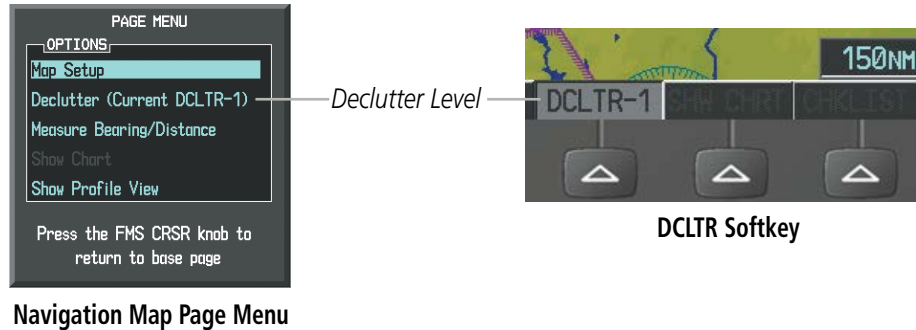 PAGE MENU
OPTIONS
Map Setup
Declutter (Current DCLTR-1)
Measure Bearing/Distance
Show Chart
Show Profile View
Press the FMS CRSR knob to
return to base page
Navigation Map Page Menu
Declutter Level
150NM
DCLTR-1 SHW CHRT CHKLIST
DCLTR Softkey